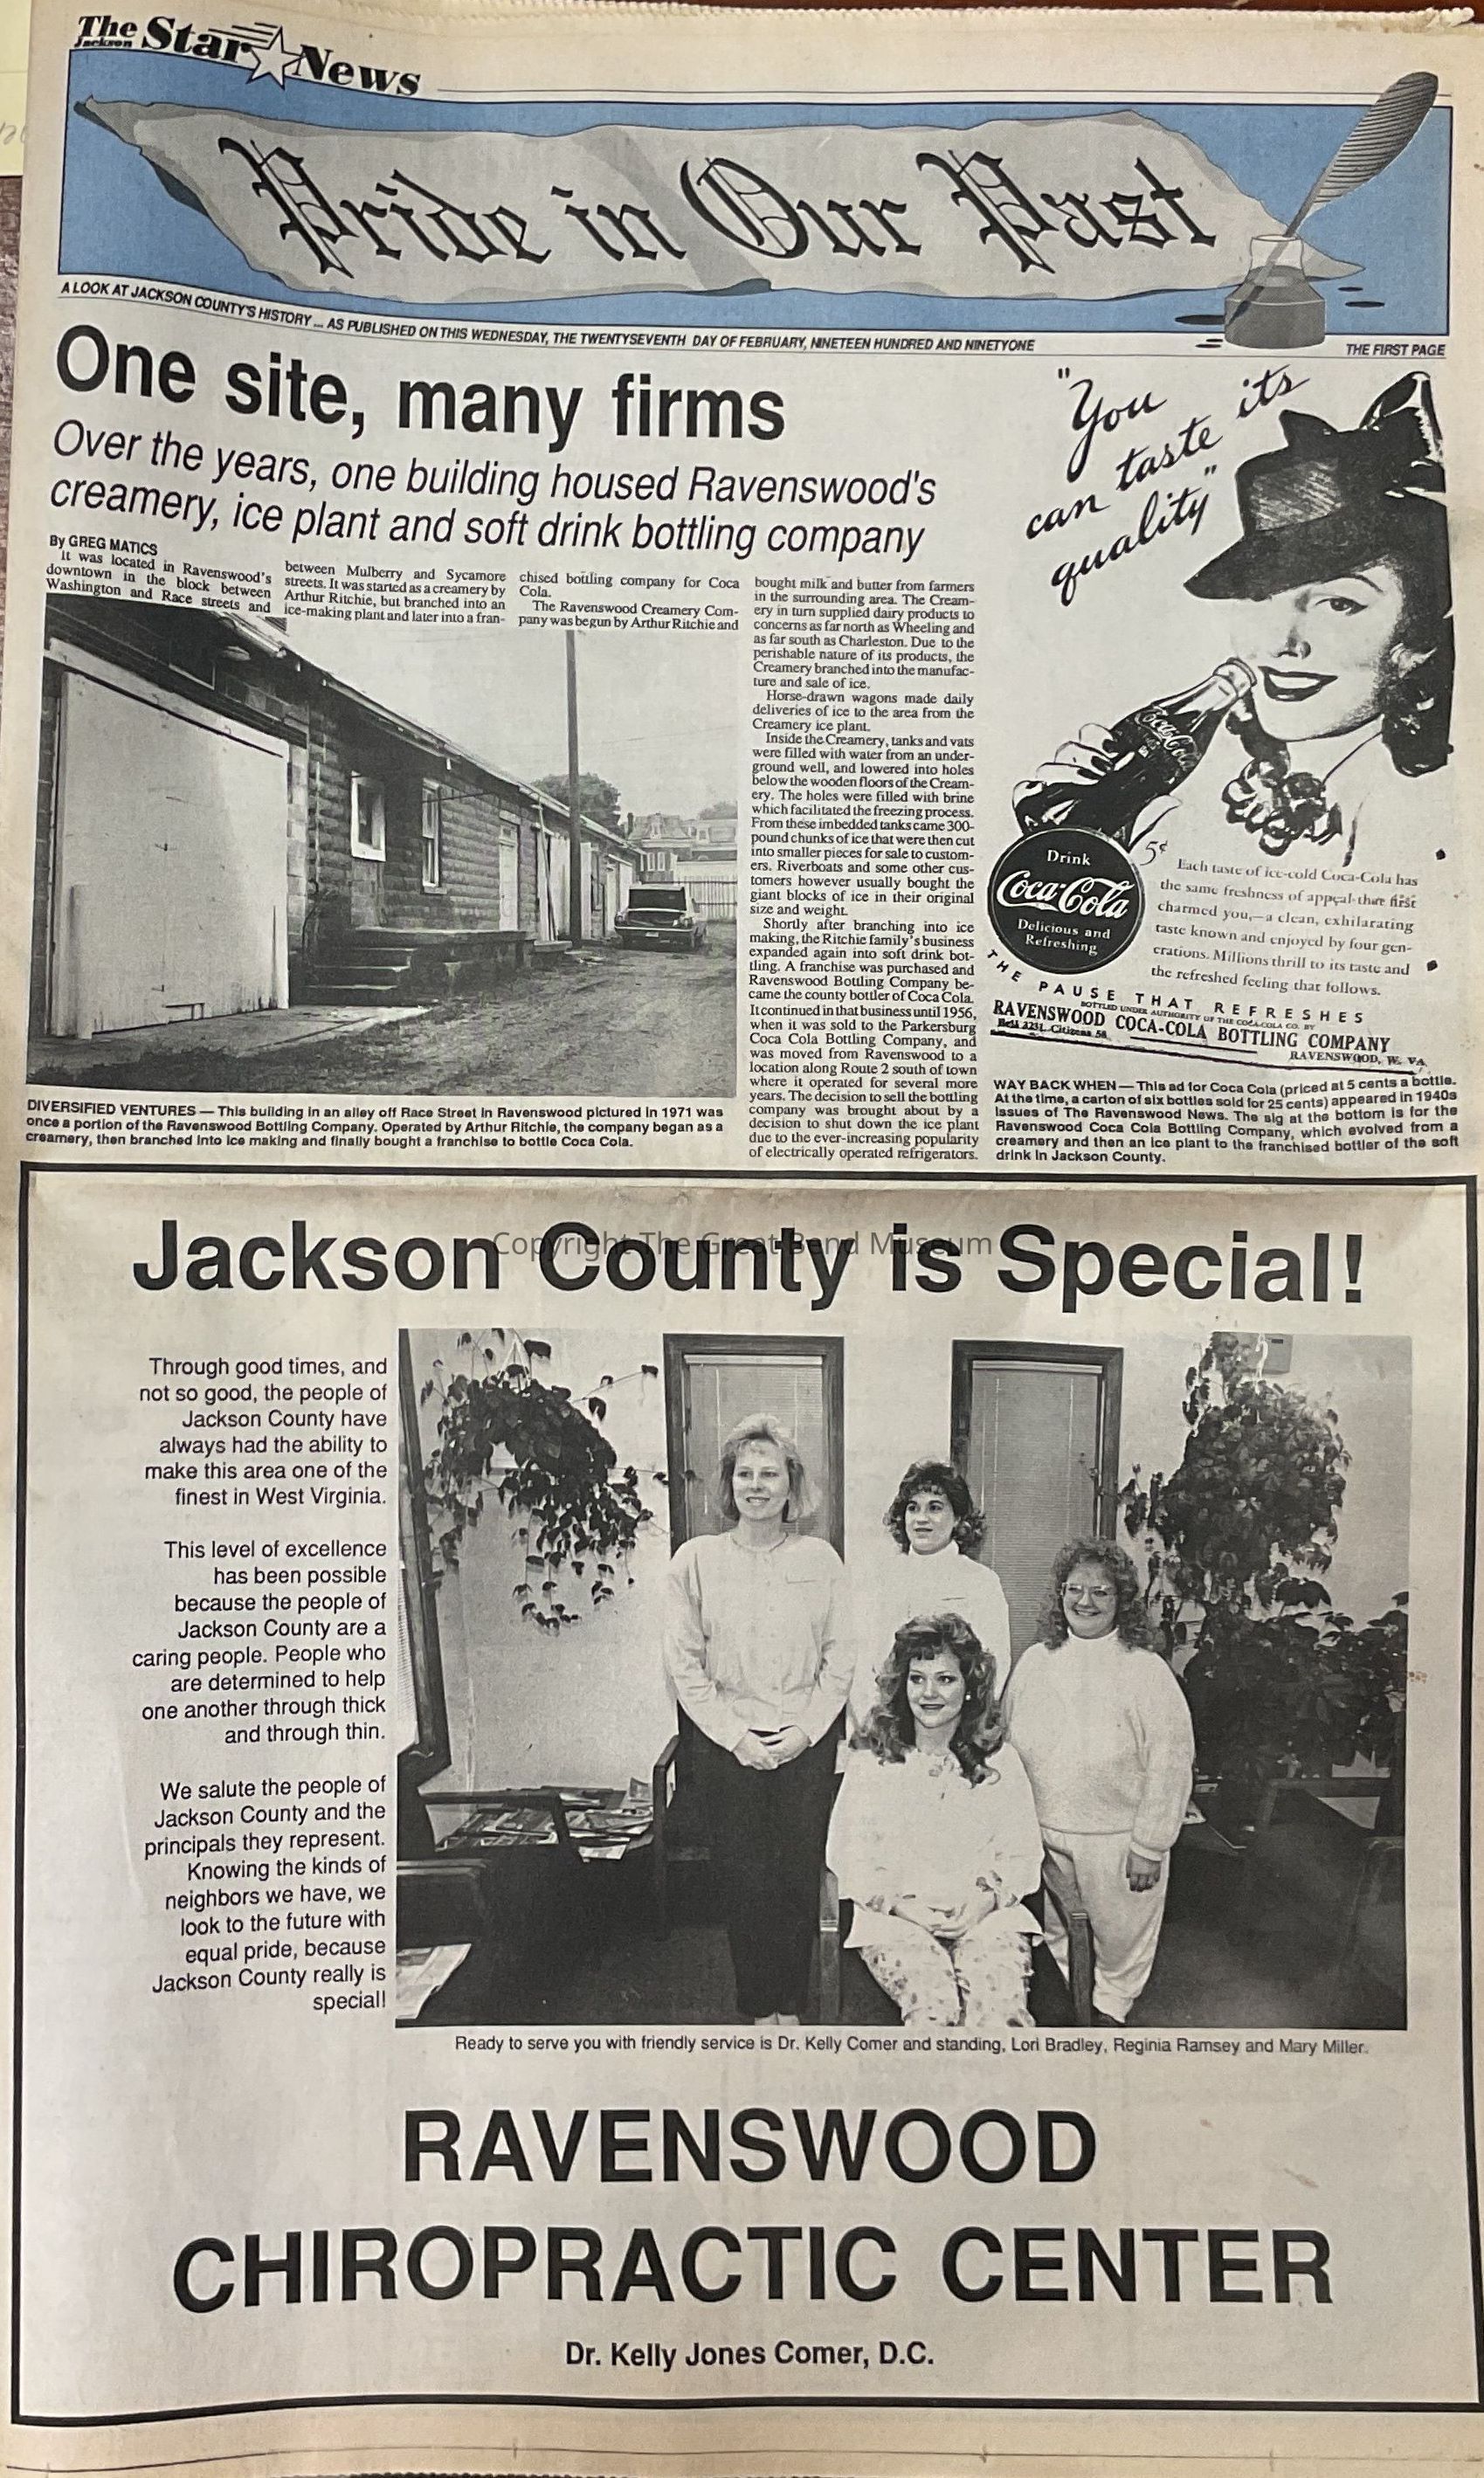 The Jackson Star News
Pride in Our Past
A LOOK AT JACKSON COUNTY'S HISTORY ... AS PUBLISHED ON THIS WEDNESDAY, THE TWENTYSEVENTH DAY OF FEBRUARY, NINETEEN HUNDRED AND NINETYONE
THE FIRST PAGE
One site, many firms
Over the years, one building housed Ravenswood's
creamery, ice plant and soft drink bottling company
By GREG MATICS
It was located in Ravenswood's
downtown in the block between
Washington and Race streets and
between Mulberry and Sycamore
streets. It was started as a creamery by
Arthur Ritchie, but branched into an
ice-making plant and later into a fran-
chised bottling company for Coca
Cola.
The Ravenswood Creamery Com-
pany was begun by Arthur Ritchie and
bought milk and butter from farmers
in the surrounding area. The Cream-
ery in turn supplied dairy products to
concerns as far north as Wheeling and
as far south as Charleston. Due to the
perishable nature of its products, the
Creamery branched into the manufac-
ture and sale of ice.
Horse-drawn wagons made daily
deliveries of ice to the area from the
Creamery ice plant.
Inside the Creamery, tanks and vats
were filled with water from an under-
ground well, and lowered into holes
below the wooden floors of the Cream-
ery. The holes were filled with brine
which facilitated the freezing process.
From these imbedded tanks came 300-
pound chunks of ice that were then cut
into smaller pieces for sale to custom-
ers. Riverboats and some other cus-
tomers however usually bought the
giant blocks of ice in their original
size and weight.
Shortly after branching into ice
making, the Ritchie family's business
expanded again into soft drink bot-
tling. A franchise was purchased and
Ravenswood Bottling Company be-
came the county bottler of Coca Cola.
It continued in that business until 1956,
when it was sold to the Parkersburg
Coca Cola Bottling Company, and
was moved from Ravenswood to a
location along Route 2 south of town
where it operated for several more
years. The decision to sell the bottling
company was brought about by a
decision to shut down the ice plant
due to the ever-increasing popularity
of electrically operated refrigerators.
DIVERSIFIED VENTURES — This building in an alley off Race Street in Ravenswood pictured in 1971 was
once a portion of the Ravenswood Bottling Company. Operated by Arthur Ritchie, the company began as a
creamery, then branched into ice making and finally bought a franchise to bottle Coca Cola.
"You
can taste its
quality"
Coca-Cola
5¢
Drink
Coca-Cola
Delicious and
Refreshing
Each taste of ice-cold Coca-Cola has
the same freshness of appeal that first
charmed you,—a clean, exhilarating
taste known and enjoyed by four gen-
erations. Millions thrill to its taste and
the refreshed feeling that follows.
THE PAUSE THAT REFRESHES
BOTTLED UNDER AUTHORITY OF THE COCA-COLA CO. BY
RAVENSWOOD COCA-COLA BOTTLING COMPANY
Bell 3231, Citizens 58
RAVENSWOOD, W. VA.
WAY BACK WHEN — This ad for Coca Cola (priced at 5 cents a bottle.
At the time, a carton of six bottles sold for 25 cents) appeared in 1940s
issues of The Ravenswood News. The sig at the bottom is for the
Ravenswood Coca Cola Bottling Company, which evolved from a
creamery and then an ice plant to the franchised bottler of the soft
drink in Jackson County.
Jackson County is Special!
Copyright The Great Bend Museum
Through good times, and
not so good, the people of
Jackson County have
always had the ability to
make this area one of the
finest in West Virginia.
This level of excellence
has been possible
because the people of
Jackson County are a
caring people. People who
are determined to help
one another through thick
and through thin.
We salute the people of
Jackson County and the
principals they represent.
Knowing the kinds of
neighbors we have, we
look to the future with
equal pride, because
Jackson County really is
special!
Ready to serve you with friendly service is Dr. Kelly Comer and standing, Lori Bradley, Reginia Ramsey and Mary Miller.
RAVENSWOOD
CHIROPRACTIC CENTER
Dr. Kelly Jones Comer, D.C.